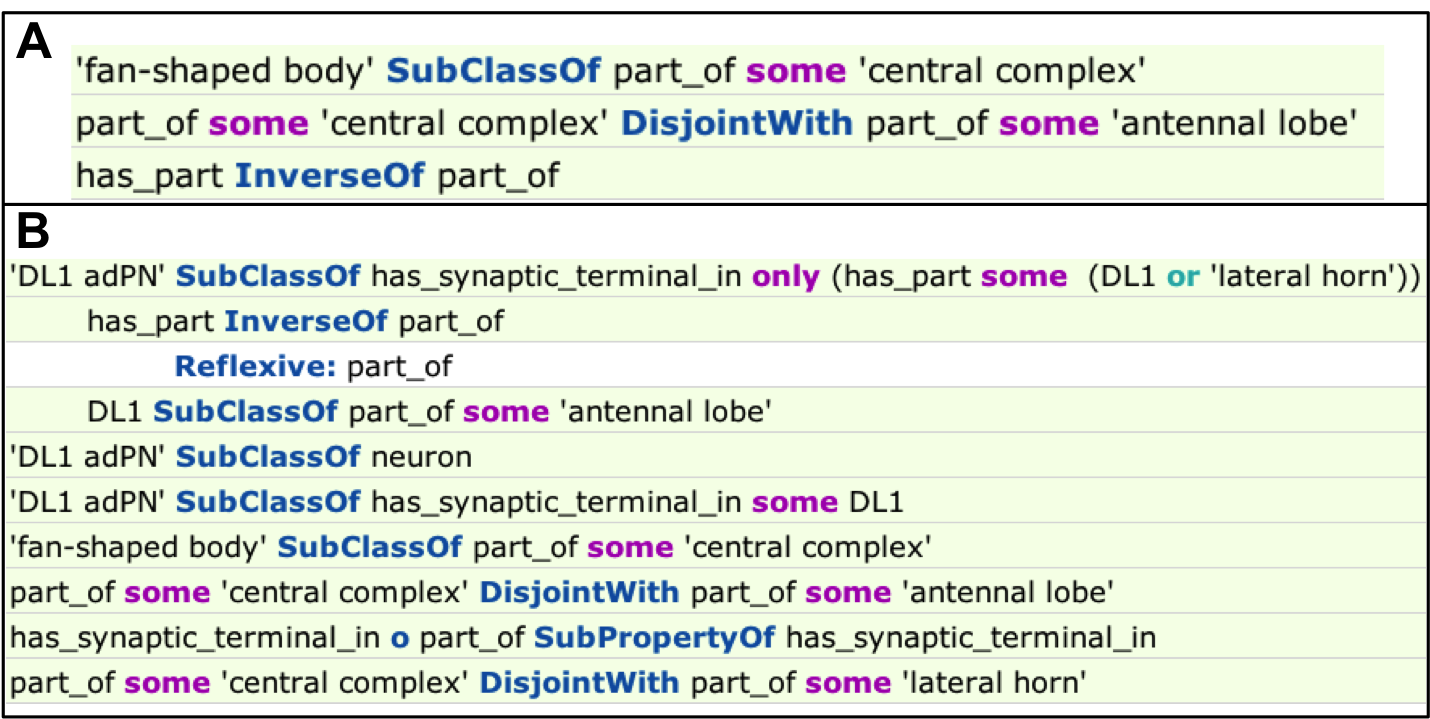 A
'fan-shaped body' SubClassOf part_of some 'central complex'
part_of some 'central complex' DisjointWith part_of some 'antennal lobe'
has_part InverseOf part_of
B
'DL1 adPN' SubClassOf has_synaptic_terminal_in only (has_part some (DL1 or 'lateral horn'))
has_part InverseOf part_of
Reflexive: part_of
DL1 SubClassOf part_of some 'antennal lobe'
'DL1 adPN' SubClassOf neuron
'DL1 adPN' SubClassOf has_synaptic_terminal_in some DL1
'fan-shaped body' SubClassOf part_of some 'central complex'
part_of some 'central complex' DisjointWith part_of some 'antennal lobe'
has_synaptic_terminal_in o part_of SubPropertyOf has_synaptic_terminal_in
part_of some 'central complex' DisjointWith part_of some 'lateral horn'